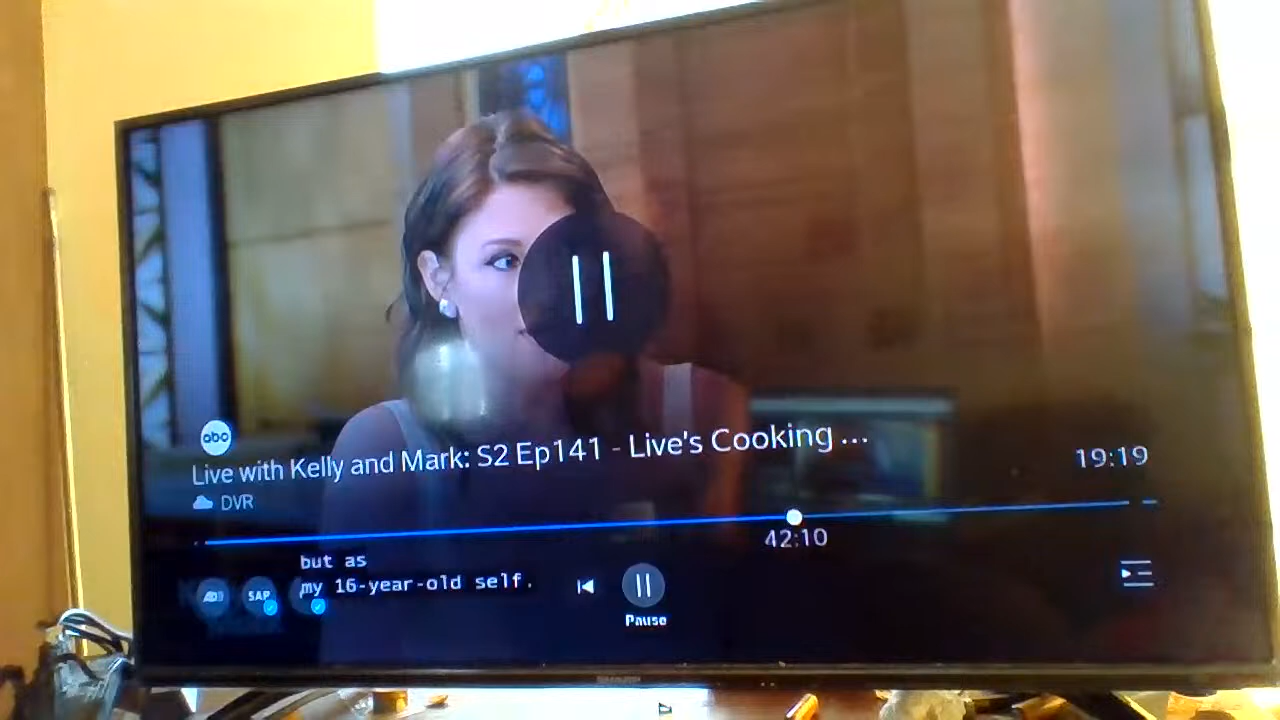 abc
Live with Kelly and Mark: S2 Ep141 - Live's Cooking ...
19:19
DVR
42:10
but as
my 16-year-old self.
AD
SAP
Pause